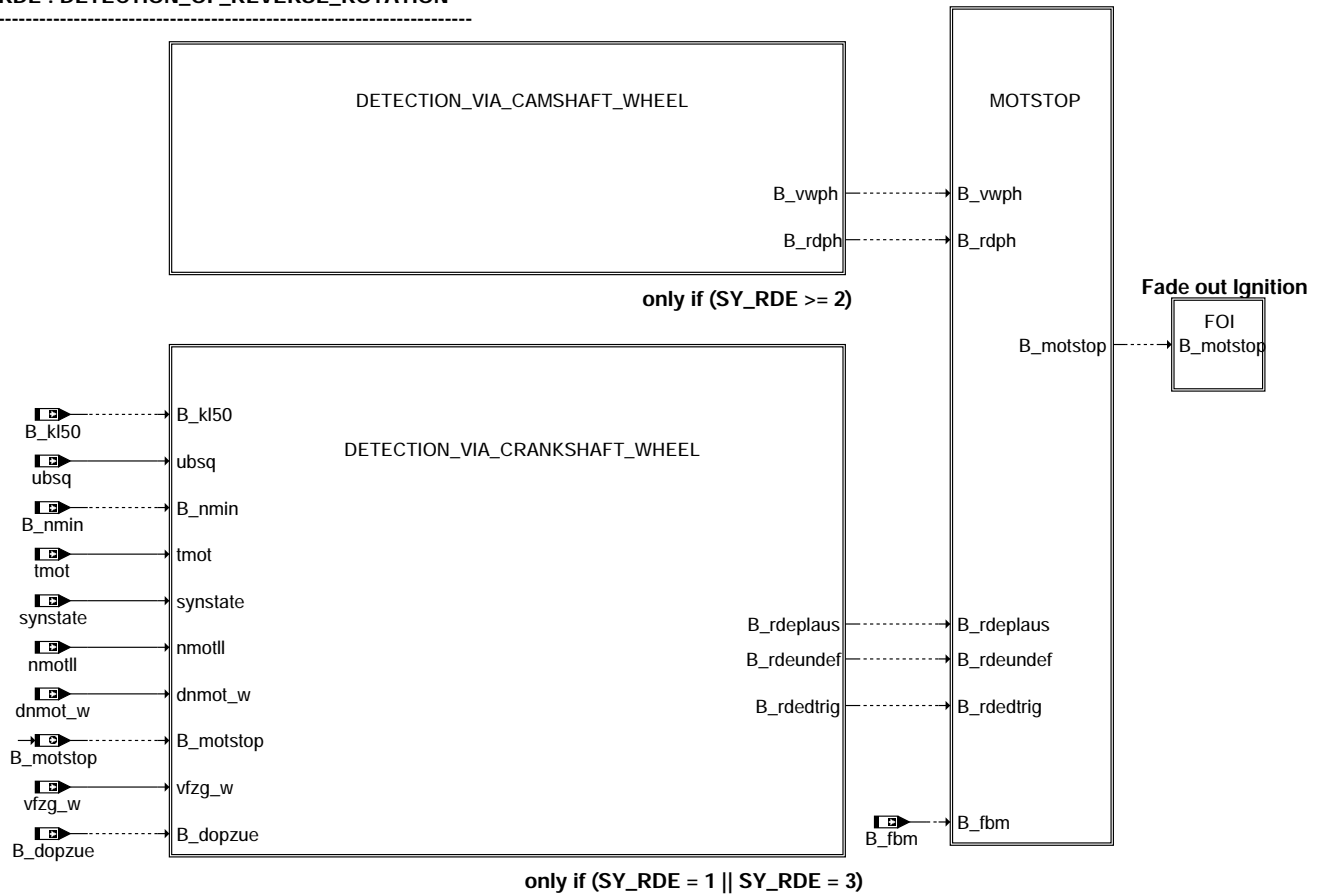 RDE : DETECTION_OF_REVERSE_ROTATION
DETECTION_VIA_CAMSHAFT_WHEEL
MOTSTOP
B_vwph
B_vwph
B_rdph
B_rdph
only if (SY_RDE >= 2)
Fade out Ignition
FOI
B_motstop
B_motstop
B_kl50
B_kl50
DETECTION_VIA_CRANKSHAFT_WHEEL
ubsq
ubsq
B_nmin
B_nmin
tmot
tmot
synstate
synstate
B_rdeplaus
B_rdeplaus
nmotll
nmotll
B_rdeundef
B_rdeundef
dnmot_w
dnmot_w
B_rdedtrig
B_rdedtrig
B_motstop
B_motstop
vfzg_w
vfzg_w
B_fbm
B_fbm
B_dopzue
B_dopzue
only if (SY_RDE = 1 || SY_RDE = 3)